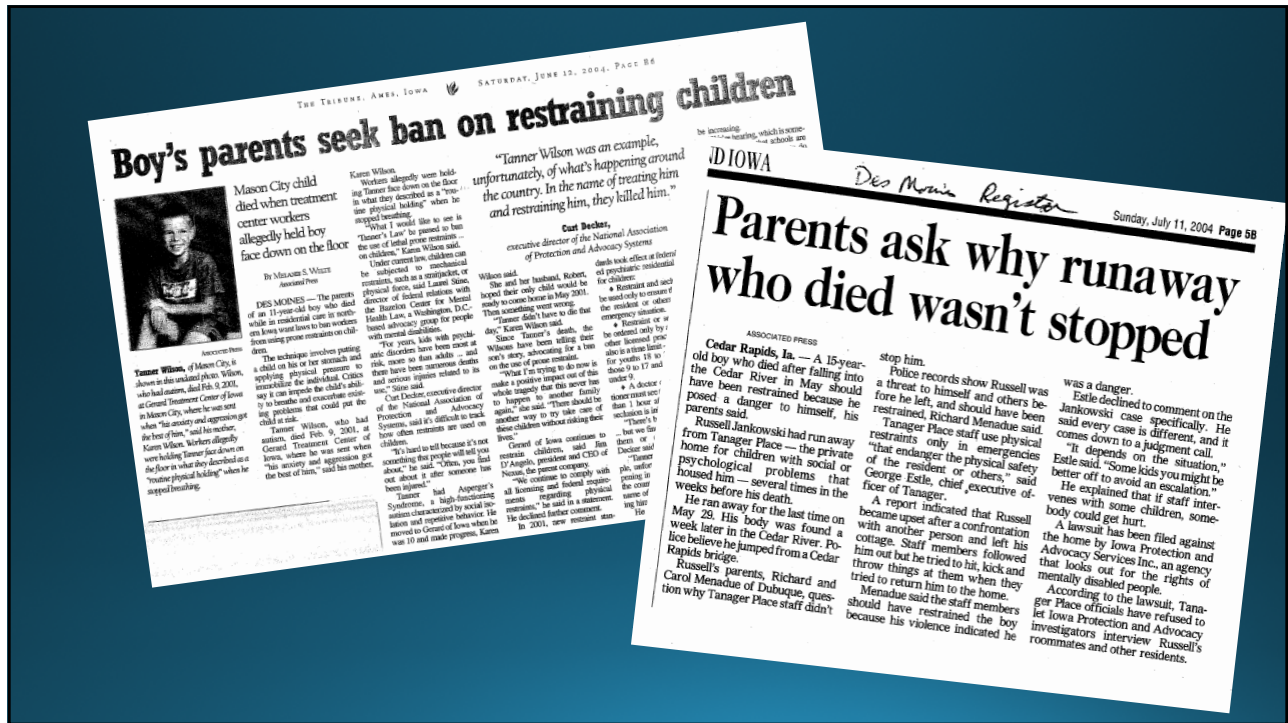 THE TRIBUNE, AMES, IOWA
SATURDAY, JUNE 12, 2004, PAGE B6
Boy's parents seek ban on restraining children
Mason City child
died when treatment
center workers
allegedly held boy
face down on the floor
BY MELANIE S. WELTE
Associated Press
DES MOINES — The parents
of an 11-year-old boy who died
while in residential care in north-
ern Iowa want laws to ban workers
from using prone restraints on chil-
dren.
The technique involves putting
a child on his or her stomach and
applying physical pressure to
immobilize the individual. Critics
say it can impede the child's abili-
ty to breathe and exacerbate exist-
ing problems that could put the
child at risk.
Tanner Wilson, who had
autism, died Feb. 9, 2001, at
Gerard Treatment Center of
Iowa, where he was sent when
"his anxiety and aggression got
the best of him," said his mother,
ASSOCIATED PRESS
Tanner Wilson, of Mason City, is
shown in this undated photo. Wilson,
who had autism, died Feb. 9, 2001,
at Gerard Treatment Center of Iowa
in Mason City, where he was sent
when "his anxiety and aggression got
the best of him," said his mother,
Karen Wilson. Workers allegedly
were holding Tanner face down on
the floor in what they described as a
"routine physical holding" when he
stopped breathing.
Karen Wilson.
Workers allegedly were hold-
ing Tanner face down on the floor
in what they described as a "rou-
tine physical holding" when he
stopped breathing.
"What I would like to see is
'Tanner's Law' be passed to ban
the use of lethal prone restraints ...
on children," Karen Wilson said.
Under current law, children can
be subjected to mechanical
restraints, such as a straitjacket, or
physical force, said Laurel Stine,
director of federal relations with
the Bazelon Center for Mental
Health Law, a Washington, D.C.-
based advocacy group for people
with mental disabilities.
"For years, kids with psychi-
atric disorders have been most at
risk, more so than adults ... and
there have been numerous deaths
and serious injuries related to its
use," Stine said.
Curt Decker, executive director
of the National Association of
Protection and Advocacy
Systems, said it's difficult to track
how often restraints are used on
children.
"It's hard to tell because it's not
something that people will tell you
about," he said. "Often, you find
out about it after someone has
been injured."
Tanner had Asperger's
Syndrome, a high-functioning
autism characterized by social iso-
lation and repetitive behavior. He
moved to Gerard of Iowa when he
was 10 and made progress, Karen
"Tanner Wilson was an example,
unfortunately, of what's happening around
the country. In the name of treating him
and restraining him, they killed him."
Curt Decker,
executive director of the National Association
of Protection and Advocacy Systems
Wilson said.
She and her husband, Robert,
hoped their only child would be
ready to come home in May 2001.
Then something went wrong.
"Tanner didn't have to die that
day," Karen Wilson said.
Since Tanner's death, the
Wilsons have been telling their
son's story, advocating for a ban
on the use of prone restraint.
"What I'm trying to do now is
make a positive impact out of this
whole tragedy that this never has
to happen to another family
again," she said. "There should be
another way to try take care of
these children without risking their
lives."
Gerard of Iowa continues to
restrain children, said Jim
D'Angelo, president and CEO of
Nexus, the parent company.
"We continue to comply with
all licensing and federal require-
ments regarding physical
restraints," he said in a statement.
He declined further comment.
In 2001, new restraint stan-
dards took effect at federal
ed psychiatric residential
for children:
♦ Restraint and secl
be used only to ensure t
the resident or others
emergency situation.
♦ Restraint or
be ordered only by
other licensed prac
also is a time limit
for youths 18 to
those 9 to 17 and
under 9.
♦ A doctor
tioner must
than 1 hour af
seclusion is in
"There's
... but we fin
them or
Decker said
"Tanner
ple, unfor
pening in
the count
name of
ing him
He
be increasing.
hearing, which is some-
schools are
do
ND IOWA
Des Moines Register
Sunday, July 11, 2004 Page 5B
Parents ask why runaway
who died wasn't stopped
ASSOCIATED PRESS
Cedar Rapids, Ia. — A 15-year-
old boy who died after falling into
the Cedar River in May should
have been restrained because he
posed a danger to himself, his
parents said.
Russell Jankowski had run away
from Tanager Place — the private
home for children with social or
psychological problems that
housed him — several times in the
weeks before his death.
He ran away for the last time on
May 29. His body was found a
week later in the Cedar River. Po-
lice believe he jumped from a Cedar
Rapids bridge.
Russell's parents, Richard and
Carol Menadue of Dubuque, ques-
tion why Tanager Place staff didn't
stop him.
Police records show Russell was
a threat to himself and others be-
fore he left, and should have been
restrained, Richard Menadue said.
Tanager Place staff use physical
restraints only in emergencies
"that endanger the physical safety
of the resident or others," said
George Estle, chief executive of-
ficer of Tanager.
A report indicated that Russell
became upset after a confrontation
with another person and left his
cottage. Staff members followed
him out but he tried to hit, kick and
throw things at them when they
tried to return him to the home.
Menadue said the staff members
should have restrained the boy
because his violence indicated he
was a danger.
Estle declined to comment on the
Jankowski case specifically. He
said every case is different, and it
comes down to a judgment call.
"It depends on the situation,"
Estle said. "Some kids you might be
better off to avoid an escalation."
He explained that if staff inter-
venes with some children, some-
body could get hurt.
A lawsuit has been filed against
the home by Iowa Protection and
Advocacy Services Inc., an agency
that looks out for the rights of
mentally disabled people.
According to the lawsuit, Tana-
ger Place officials have refused to
let Iowa Protection and Advocacy
investigators interview Russell's
roommates and other residents.